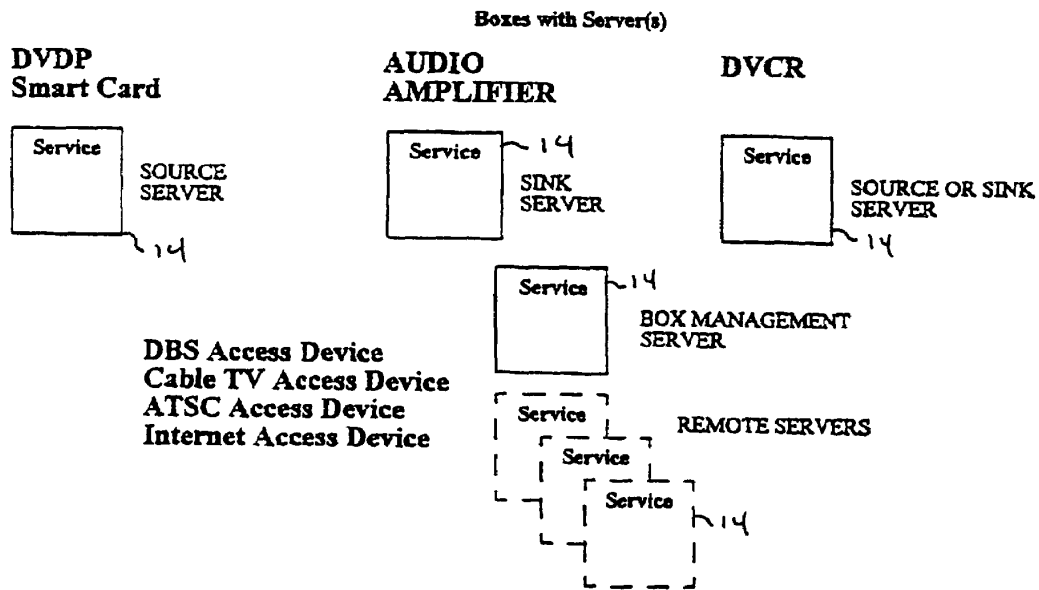 Boxes with Server(s)
DVDP
Smart Card
AUDIO
AMPLIFIER
DVCR
Service
SOURCE
SERVER
14
Service
14
SINK
SERVER
Service
SOURCE OR SINK
SERVER
14
Service
14
BOX MANAGEMENT
SERVER
DBS Access Device
Cable TV Access Device
ATSC Access Device
Internet Access Device
Service
REMOTE SERVERS
Service
Service
14